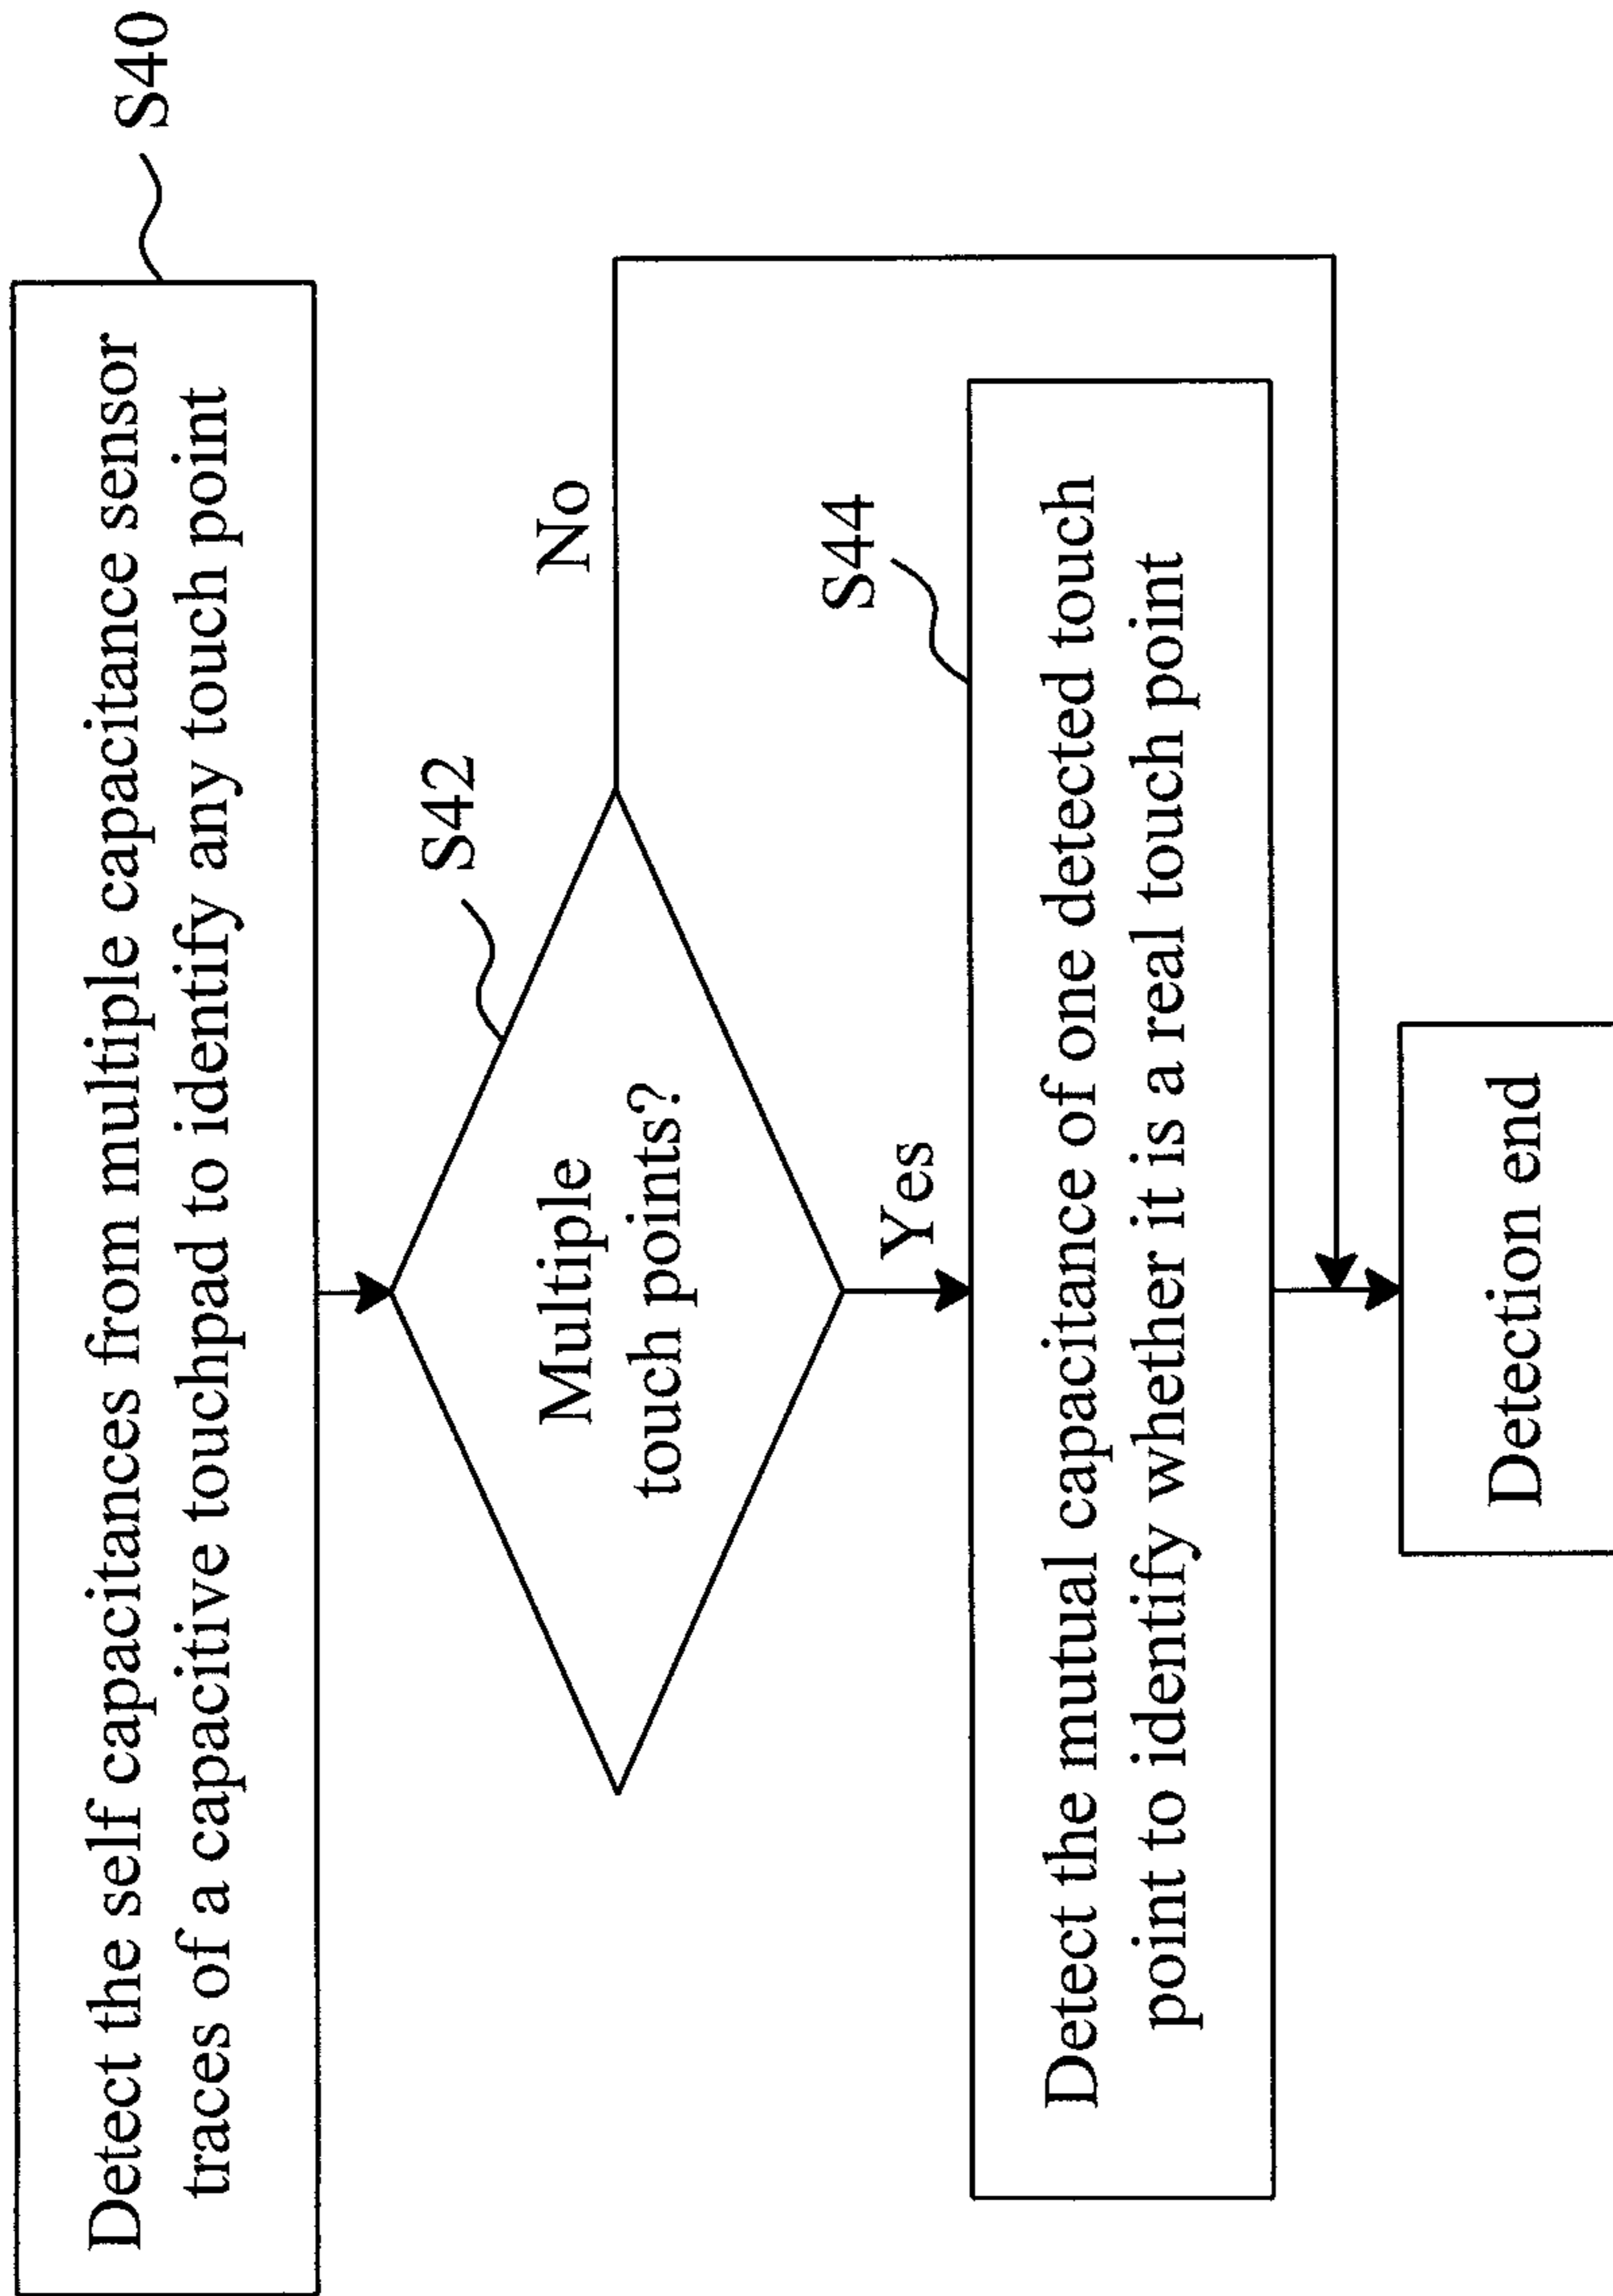 Detect the self capacitances from multiple capacitance sensor
traces of a capacitive touchpad to identify any touch point
S40
Multiple
touch points?
S42
No
Yes
S44
Detect the mutual capacitance of one detected touch
point to identify whether it is a real touch point
Detection end